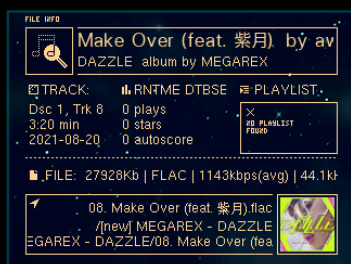 FILE INFO
Make Over (feat. 紫月) by aw
DAZZLE album by MEGAREX
TRACK:
Dsc 1, Trk 8
3:20 min
2021-08-20
RNTME DTBSE
0 plays
0 stars
0 autoscore
PLAYLIST
NO PLAYLIST
FOUND
FILE: 27928Kb | FLAC | 1143kbps(avg) | 44.1kH
08. Make Over (feat. 紫月).flac
/[new] MEGAREX - DAZZLE
EGAREX - DAZZLE/08. Make Over (fea